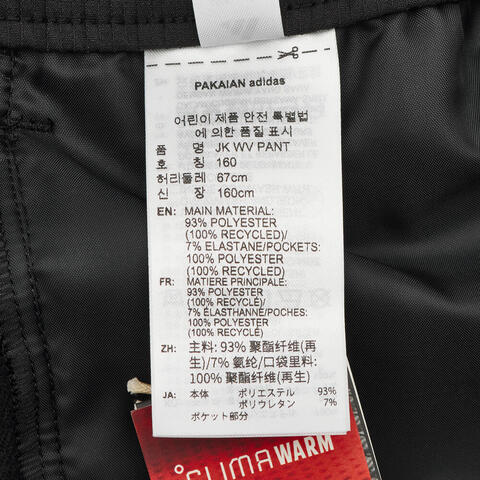 PAKAIAN adidas
어린이 제품 안전 특별법
에 의한 품질 표시
품 명 JK WV PANT
호 칭 160
허리둘레 67cm
신 장 160cm
EN: MAIN MATERIAL:
93% POLYESTER
(100% RECYCLED)/
7% ELASTANE/POCKETS:
100% POLYESTER
(100% RECYCLED)
FR: MATIERE PRINCIPALE:
93% POLYESTER
(100% RECYCLÉ)/
7% ÉLASTHANNE/POCHES:
100% POLYESTER
(100% RECYCLÉ)
ZH: 主料: 93% 聚酯纤维(再
生)/7% 氨纶/口袋里料:
100% 聚酯纤维(再生)
JA: 本体 ポリエステル 93%
ポリウレタン 7%
ポケット部分
CLIMAWARM